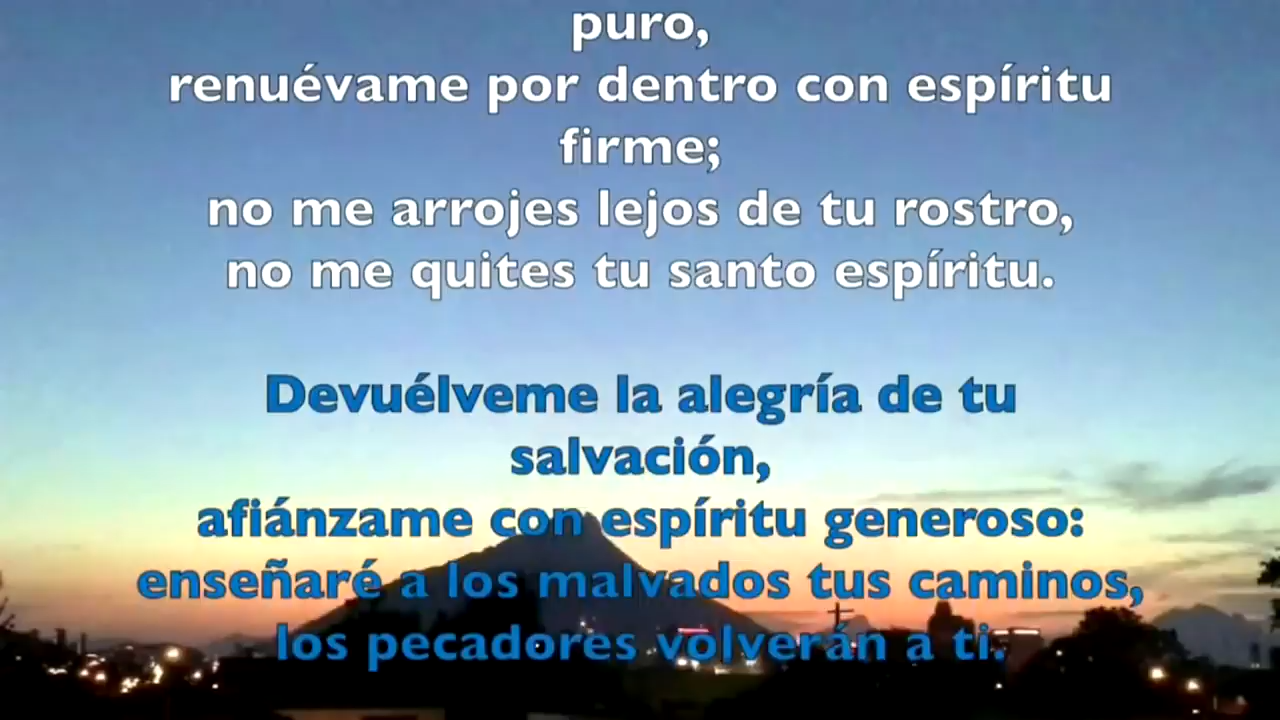 puro,
renuévame por dentro con espíritu
firme;
no me arrojes lejos de tu rostro,
no me quites tu santo espíritu.
Devuélveme la alegría de tu
salvación,
afiánzame con espíritu generoso:
enseñaré a los malvados tus caminos,
los pecadores volverán a ti.